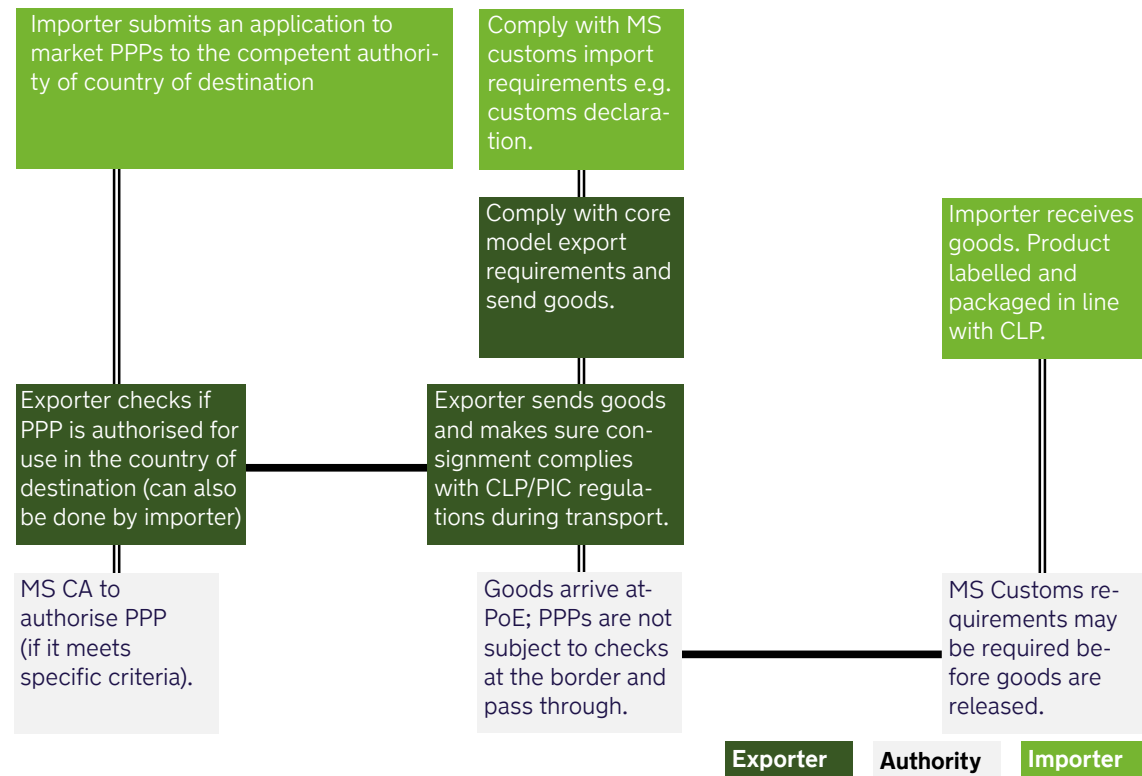 Importer submits an application to
market PPPs to the competent authori-
ty of country of destination
Comply with MS
customs import
requirements e.g.
customs declara-
tion.
Comply with core
model export
requirements and
send goods.
Importer receives
goods. Product
labelled and
packaged in line
with CLP.
Exporter checks if
PPP is authorised for
use in the country of
destination (can also
be done by importer)
Exporter sends goods
and makes sure con-
signment complies
with CLP/PIC regula-
tions during transport.
MS CA to
authorise PPP
(if it meets
specific criteria).
Goods arrive at-
PoE; PPPs are not
subject to checks
at the border and
pass through.
MS Customs re-
quirements may
be required be-
fore goods are
released.
Exporter
Authority
Importer